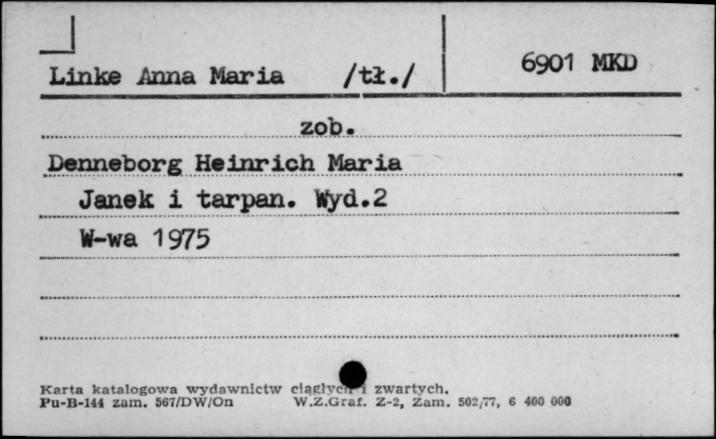 Linke Anna Maria /tł./ 6901 MKD
zob.
Denneborg Heinrich Maria
Janek i tarpan. Wyd.2
W-wa 1975
Karta katalogowa wydawnictw ciągłych i zwartych.
Pu-B-144 zam. 567/DW/On W.Z.Graf. Z-2, Zam. 502/77, 6 400 000